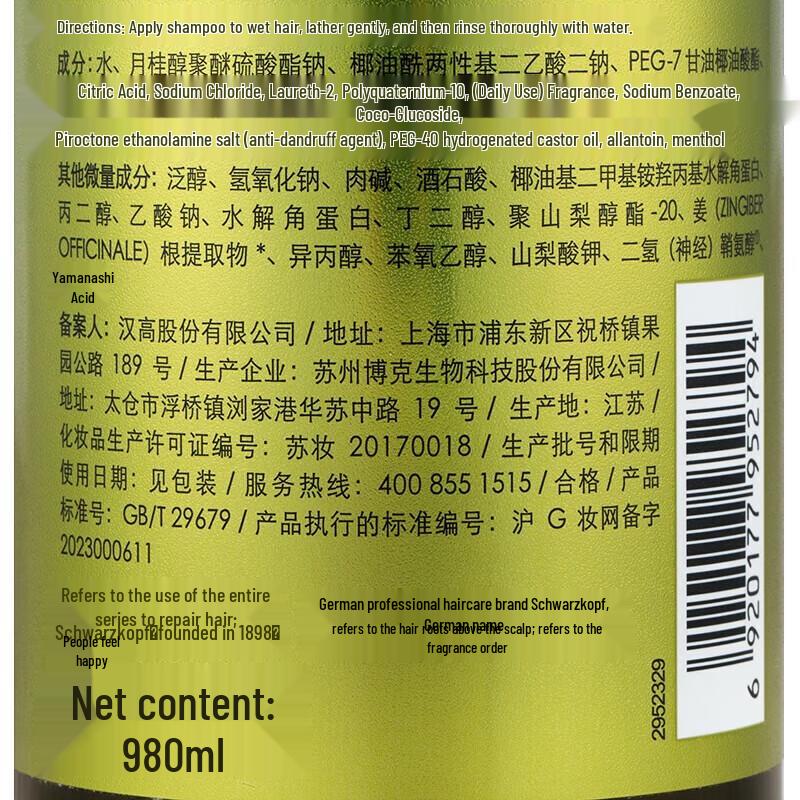 Directions: Apply shampoo to wet hair, lather gently, and then rinse thoroughly with water.
成分:水、月桂醇聚醚硫酸酯钠、椰油酰两性基二乙酸二钠、PEG-7甘油椰油酸酯、
Citric Acid, Sodium Chloride, Laureth-2, Polyquaternium-10, (Daily Use) Fragrance, Sodium Benzoate,
Coco-Glucoside,
Piroctone ethanolamine salt (anti-dandruff agent), PEG-40 hydrogenated castor oil, allantoin, menthol
其他微量成分: 泛醇、氢氧化钠、肉碱、酒石酸、椰油基二甲基铵羟丙基水解角蛋白、
丙二醇、乙酸钠、水解角蛋白、丁二醇、聚山梨醇酯-20、姜 (ZINGIBER
OFFICINALE) 根提取物*、异丙醇、苯氧乙醇、山梨酸钾、二氢 (神经) 鞘氨醇
Yamanashi
Acid
备案人: 汉高股份有限公司 / 地址: 上海市浦东新区祝桥镇果
园公路 189 号 / 生产企业: 苏州博克生物科技股份有限公司 /
地址: 太仓市浮桥镇浏家港华苏中路 19 号 / 生产地: 江苏 /
化妆品生产许可证编号: 苏妆 20170018 / 生产批号和限期
使用日期: 见包装 / 服务热线: 400 855 1515 / 合格 / 产品
标准号: GB/T 29679 / 产品执行的标准编号: 沪 G 妆网备字
2023000611
Refers to the use of the entire
series to repair hair;
Schwarzkopf founded in 1898
People feel
happy
German professional haircare brand Schwarzkopf,
German name
refers to the hair roots above the scalp; refers to the
fragrance order
Net content:
980ml
2952329
6 920177 952794